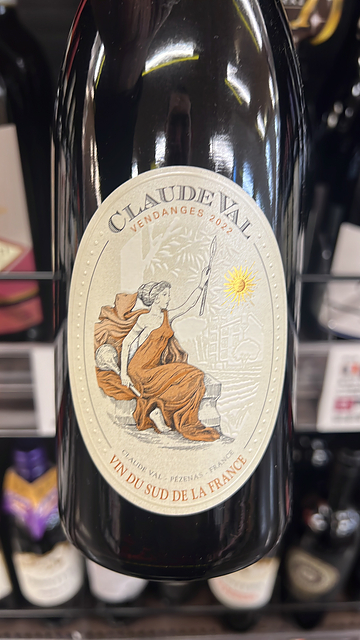 CLAUDE VAL
VENDANGES 2022
CLAUDE VAL - PÉZENAS - FRANCE
VIN DU SUD DE LA FRANCE